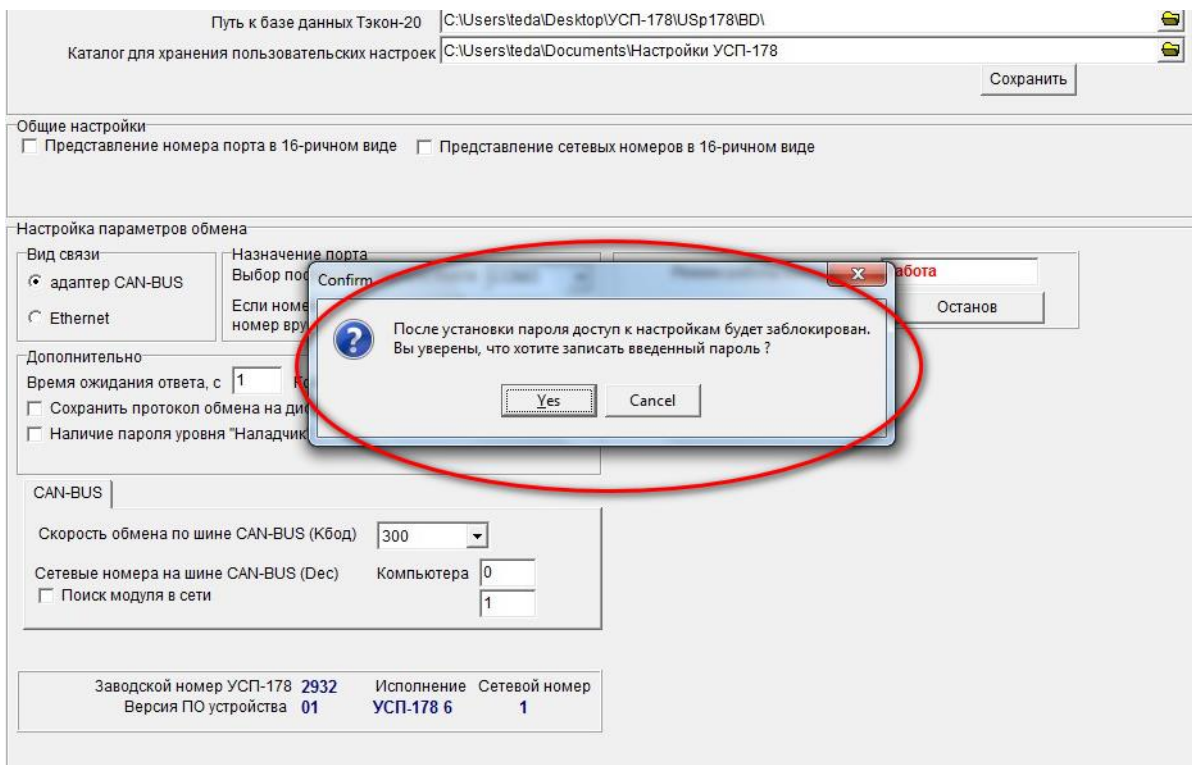 Путь к базе данных Тэкон-20 C:\Users\teda\Desktop\УСП-178\USp178\BD\
Каталог для хранения пользовательских настроек C:\Users\teda\Documents\Настройки УСП-178
Сохранить
Общие настройки
Представление номера порта в 16-ричном виде Представление сетевых номеров в 16-ричном виде
Настройка параметров обмена
Вид связи
адаптер CAN-BUS
Ethernet
Назначение порта
Выбор
Если
номер
Останов
Confirm
После установки пароля доступ к настройкам будет заблокирован.
Вы уверены, что хотите записать введенный пароль ?
Yes Cancel
Дополнительно
Время ожидания ответа, с 1
Сохранить протокол обмена на
Наличие пароля уровня "Наладчик
CAN-BUS
Скорость обмена по шине CAN-BUS (Кбод) 300
Сетевые номера на шине CAN-BUS (Dec) Компьютера 0
Поиск модуля в сети 1
Заводской номер УСП-178 2932 Исполнение Сетевой номер
Версия ПО устройства 01 УСП-178 6 1